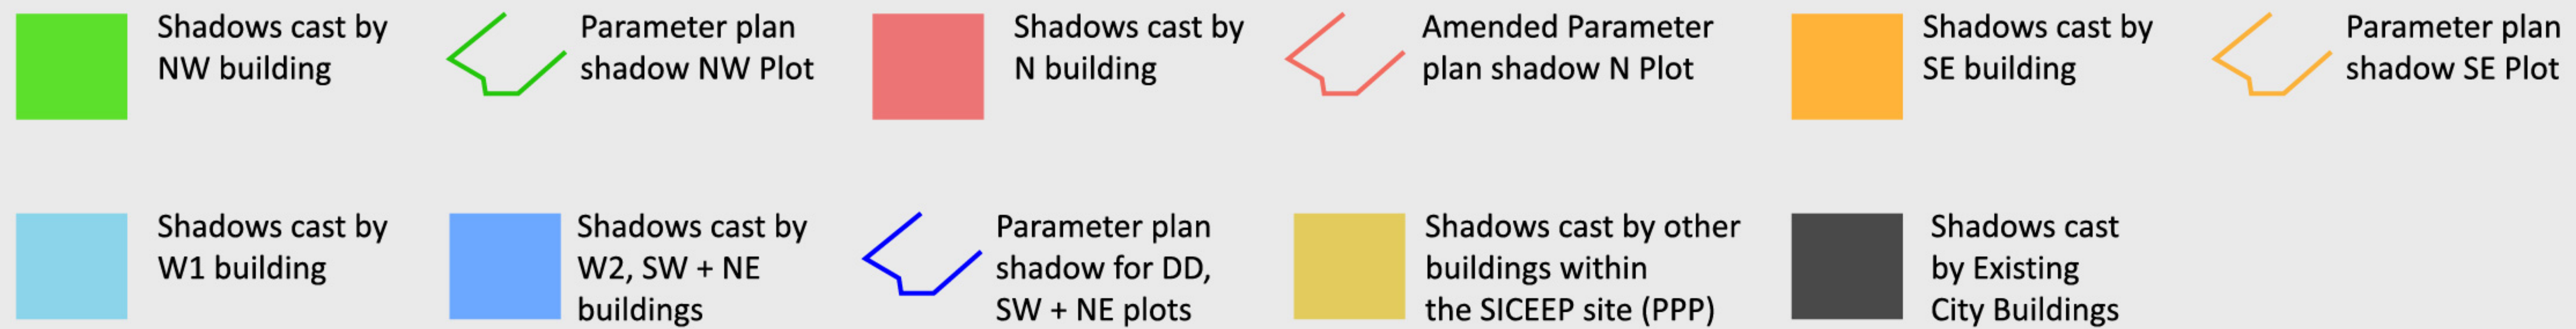 Shadows cast by
NW building
Parameter plan
shadow NW Plot
Shadows cast by
N building
Amended Parameter
plan shadow N Plot
Shadows cast by
SE building
Parameter plan
shadow SE Plot
Shadows cast by
W1 building
Shadows cast by
W2, SW + NE
buildings
Parameter plan
shadow for DD,
SW + NE plots
Shadows cast by other
buildings within
the SICEEP site (PPP)
Shadows cast
by Existing
City Buildings